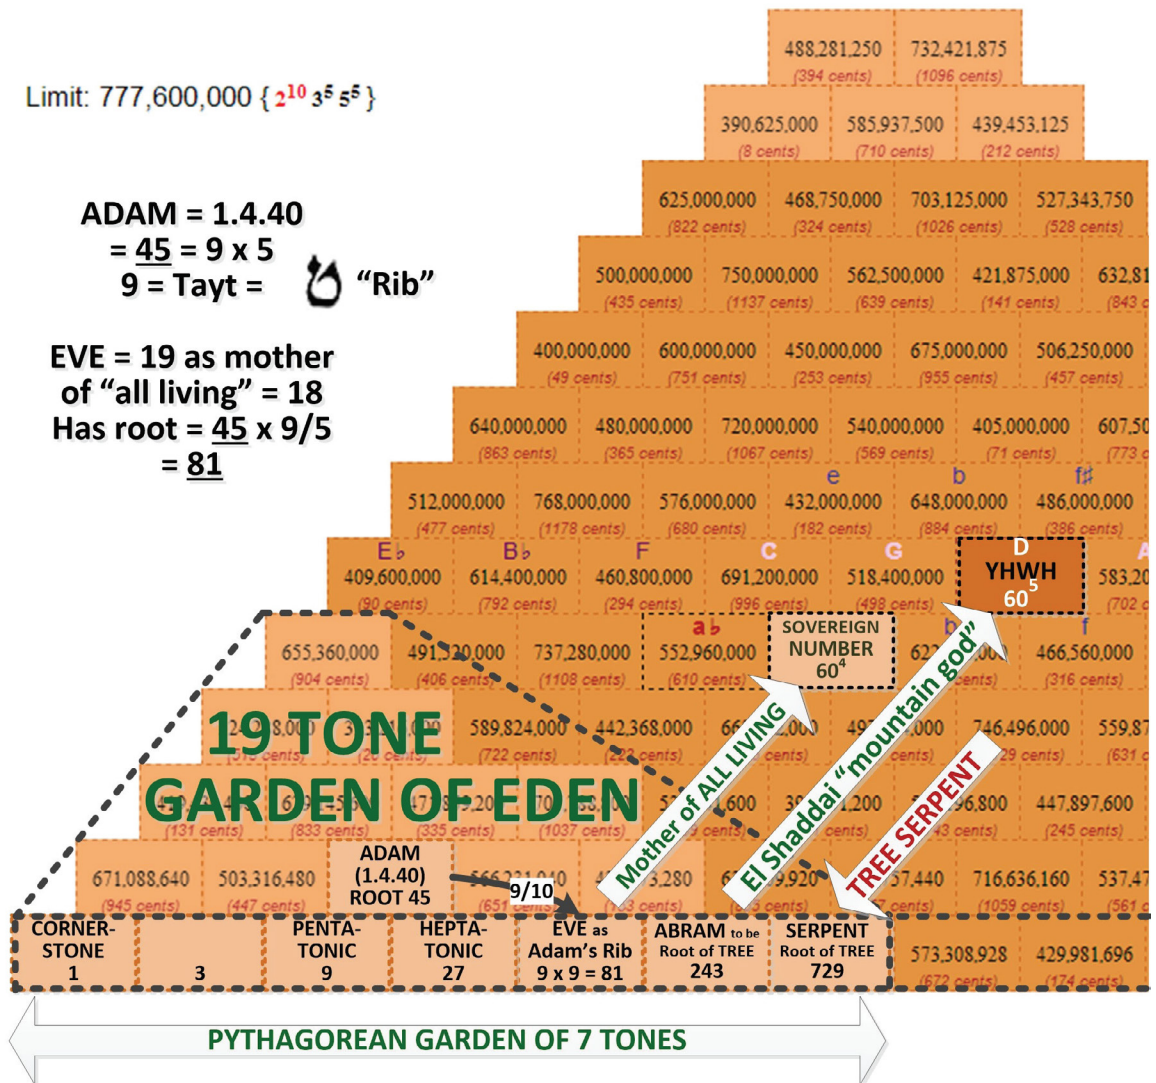 488,281,250 732,421,875
(394 cents) (1096 cents)
Limit: 777,600,000 { 2¹⁰ 3⁵ 5⁵ }
390,625,000 585,937,500 439,453,125
(8 cents) (710 cents) (212 cents)
625,000,000 468,750,000 703,125,000 527,343,750
(822 cents) (324 cents) (1026 cents) (528 cents)
ADAM = 1.4.40
= 45 = 9 x 5
9 = Tayt = ט “Rib”
500,000,000 750,000,000 562,500,000 421,875,000 632,81
(435 cents) (1137 cents) (639 cents) (141 cents) (843 c
EVE = 19 as mother
of “all living” = 18
Has root = 45 x 9/5
= 81
400,000,000 600,000,000 450,000,000 675,000,000 506,250,000
(49 cents) (751 cents) (253 cents) (955 cents) (457 cents)
640,000,000 480,000,000 720,000,000 540,000,000 405,000,000 607,50
(863 cents) (365 cents) (1067 cents) (569 cents) (71 cents) (773 c
e b f♯
512,000,000 768,000,000 576,000,000 432,000,000 648,000,000 486,000,000
(477 cents) (1178 cents) (680 cents) (182 cents) (884 cents) (386 cents)
E♭ B♭ F C G D A
409,600,000 614,400,000 460,800,000 691,200,000 518,400,000 YHWH 583,20
(90 cents) (792 cents) (294 cents) (996 cents) (498 cents) 60⁵ (702 c
a♭ SOVEREIGN b f
655,360,000 491,520,000 737,280,000 552,960,000 NUMBER 466,560,000
(904 cents) (406 cents) (1108 cents) (610 cents) 60⁴ (316 cents)
589,824,000 442,368,000 746,496,000 559,87
(722 cents) (631 c
19 TONE
GARDEN OF EDEN
Mother of ALL LIVING
El Shaddai “mountain god”
TREE SERPENT
447,897,600
(131 cents) (833 cents) (335 cents) (1037 cents) (245 cents)
671,088,640 503,316,480 716,636,160 537,47
(945 cents) (447 cents) (1059 cents) (561 c
ADAM
(1.4.40)
ROOT 45
9/10
CORNER-STONE
1
3
PENTA-TONIC
9
HEPTA-TONIC
27
EVE as
Adam’s Rib
9 x 9 = 81
ABRAM to be
Root of TREE
243
SERPENT
Root of TREE
729
573,308,928 429,981,696
(672 cents) (174 cents)
PYTHAGOREAN GARDEN OF 7 TONES